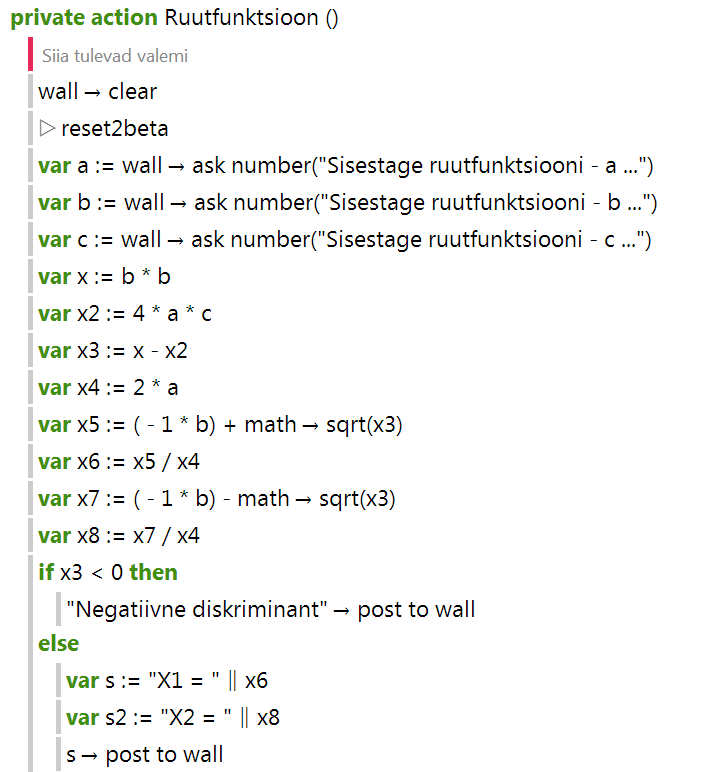 private action Ruutfunktsioon ()
Siia tulevad valemi
wall → clear
▷ reset2beta
var a := wall → ask number("Sisestage ruutfunktsiooni - a ...")
var b := wall → ask number("Sisestage ruutfunktsiooni - b ...")
var c := wall → ask number("Sisestage ruutfunktsiooni - c ...")
var x := b * b
var x2 := 4 * a * c
var x3 := x - x2
var x4 := 2 * a
var x5 := ( - 1 * b) + math → sqrt(x3)
var x6 := x5 / x4
var x7 := ( - 1 * b) - math → sqrt(x3)
var x8 := x7 / x4
if x3 < 0 then
"Negatiivne diskriminant" → post to wall
else
var s := "X1 = " || x6
var s2 := "X2 = " || x8
s → post to wall